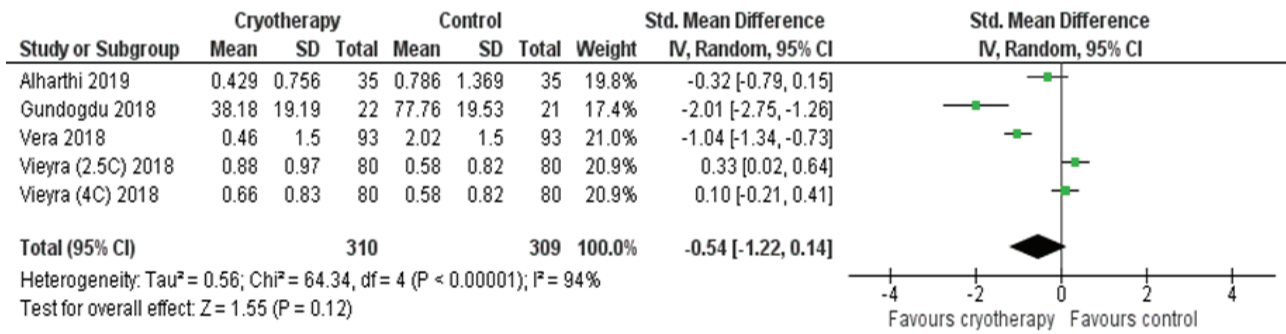 Cryotherapy Control Std. Mean Difference Std. Mean Difference
Study or Subgroup Mean SD Total Mean SD Total Weight IV, Random, 95% CI IV, Random, 95% CI
Alharthi 2019 0.429 0.756 35 0.786 1.369 35 19.8% -0.32 [-0.79, 0.15]
Gundogdu 2018 38.18 19.19 22 77.76 19.53 21 17.4% -2.01 [-2.75, -1.26]
Vera 2018 0.46 1.5 93 2.02 1.5 93 21.0% -1.04 [-1.34, -0.73]
Vieyra (2.5C) 2018 0.88 0.97 80 0.58 0.82 80 20.9% 0.33 [0.02, 0.64]
Vieyra (4C) 2018 0.66 0.83 80 0.58 0.82 80 20.9% 0.10 [-0.21, 0.41]
Total (95% CI) 310 309 100.0% -0.54 [-1.22, 0.14]
Heterogeneity: Tau² = 0.56; Chi² = 64.34, df = 4 (P < 0.00001); I² = 94%
Test for overall effect: Z = 1.55 (P = 0.12)
-4 -2 0 2 4
Favours cryotherapy Favours control